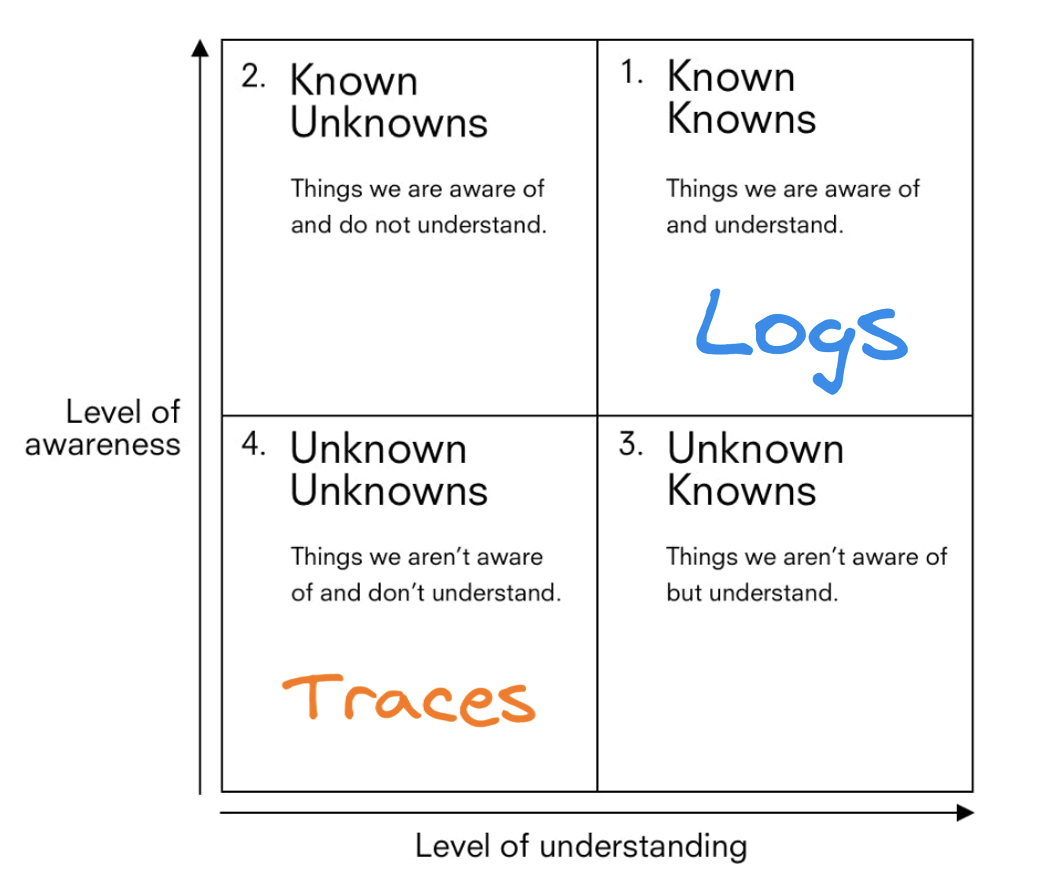 2. Known
Unknowns
Things we are aware of
and do not understand.
1. Known
Knowns
Things we are aware of
and understand.
Logs
Level of
awareness
4. Unknown
Unknowns
Things we aren’t aware
of and don’t understand.
Traces
3. Unknown
Knowns
Things we aren’t aware of
but understand.
Level of understanding